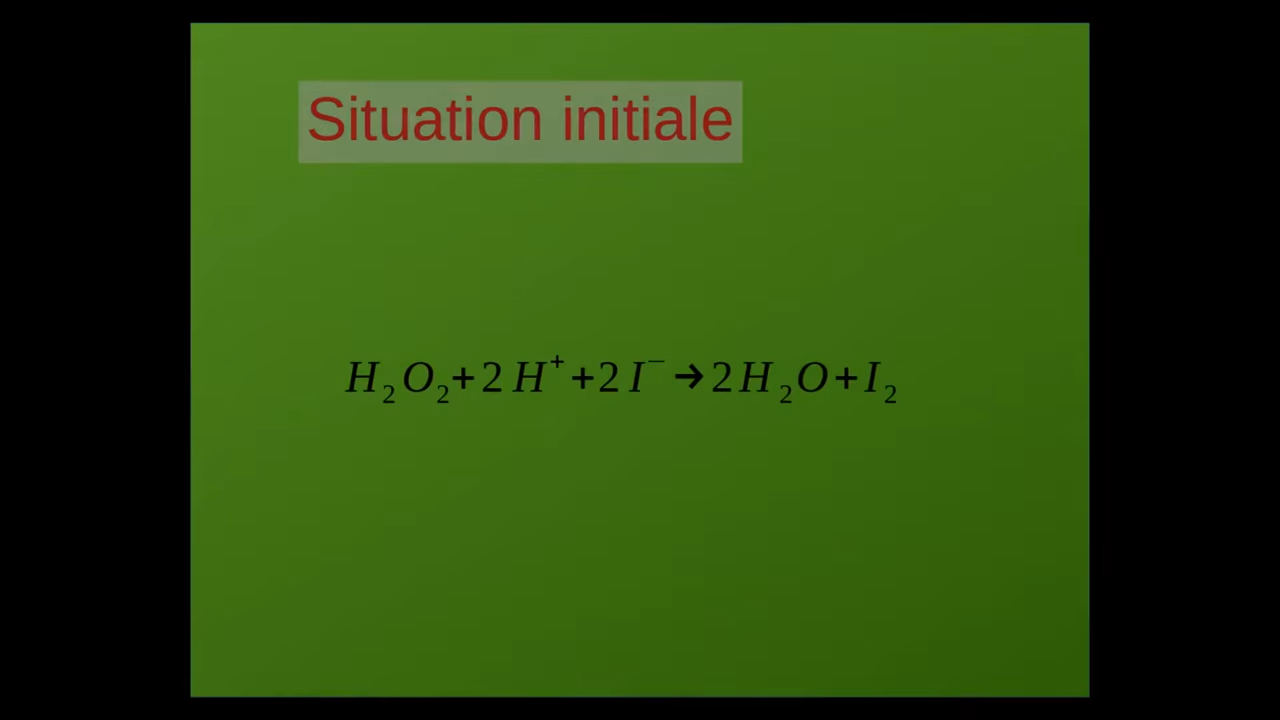 Situation initiale
H₂O₂+2H⁺+2I⁻→2H₂O+I₂